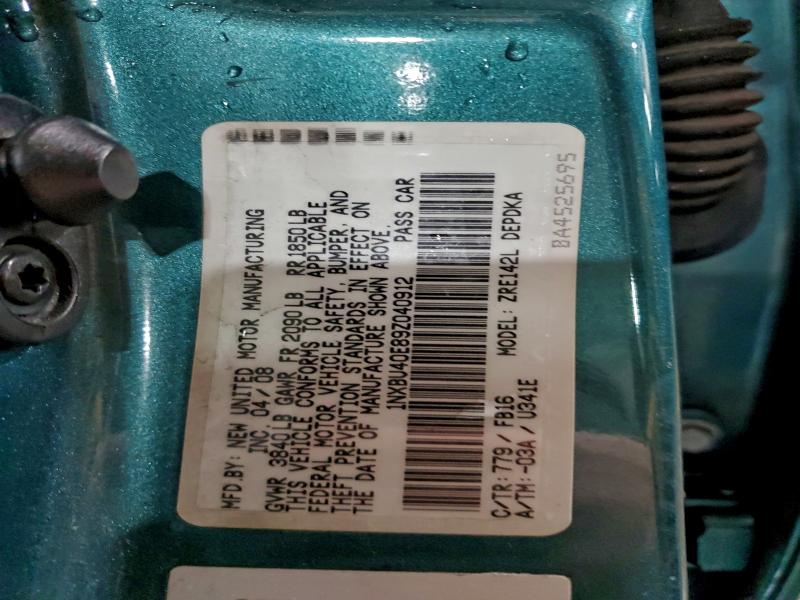 MFD.BY: NEW UNITED MOTOR MANUFACTURING
INC. 04/08
GVWR 3840LB GAWR FR 2090LB RR 1850LB
THIS VEHICLE CONFORMS TO ALL APPLICABLE
FEDERAL MOTOR VEHICLE SAFETY, BUMPER, AND
THEFT PREVENTION STANDARDS IN EFFECT ON
THE DATE OF MANUFACTURE SHOWN ABOVE.
1NXBU40E89Z040912 PASS CAR
C/TR: 779 / FB16 MODEL: ZRE142L DEPDKA
A/TM: -03A / U341E
BA4525695